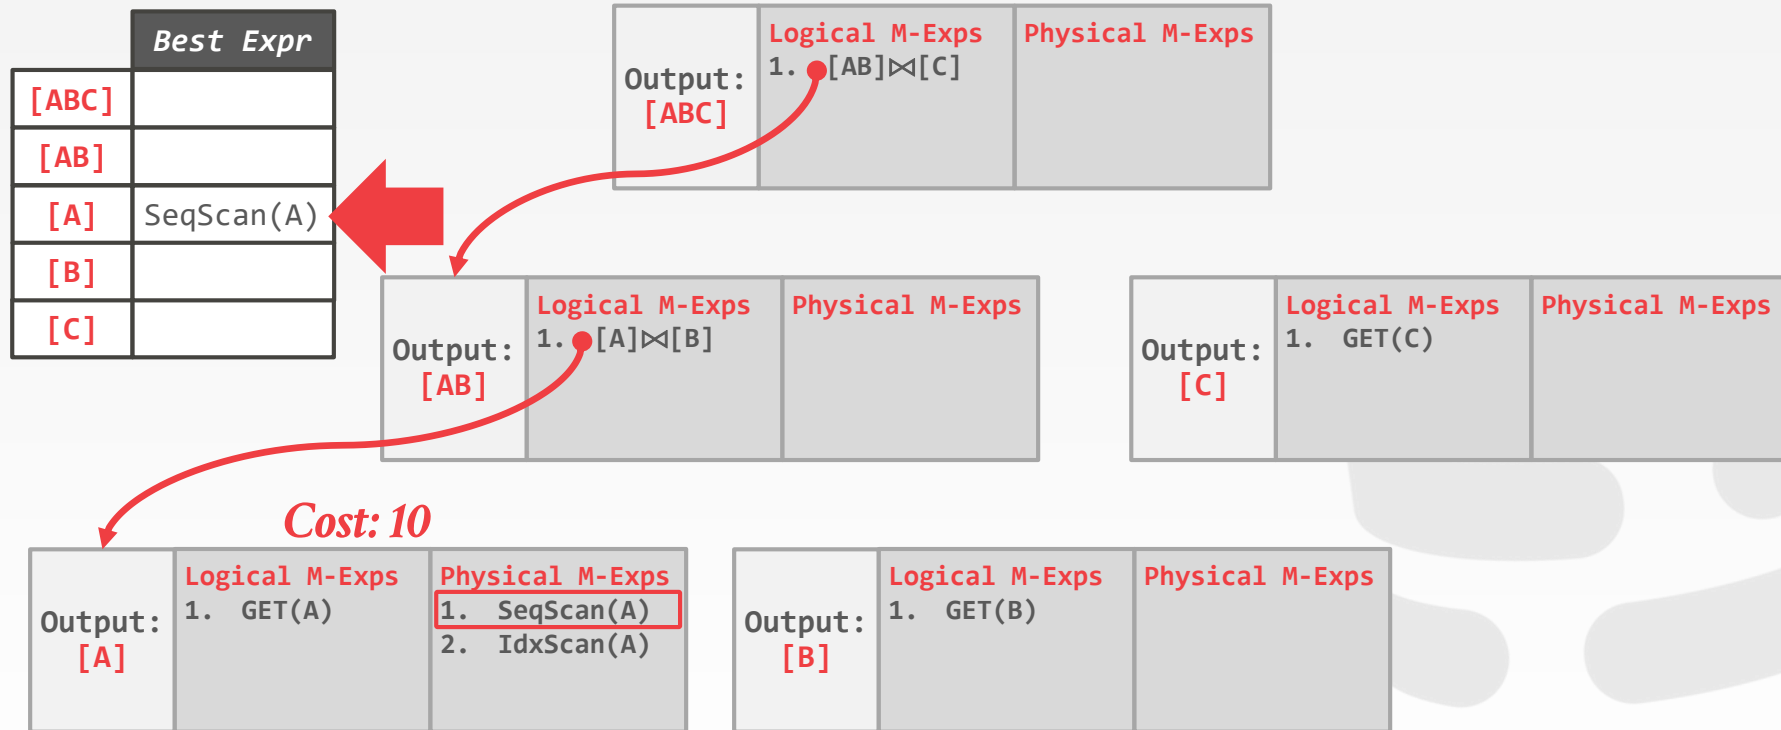 Best Expr
[ABC]
[AB]
[A] SeqScan(A)
[B]
[C]
Output:
[ABC]
Logical M-Exps
1. [AB]⋈[C]
Physical M-Exps
Output:
[AB]
Logical M-Exps
1. [A]⋈[B]
Physical M-Exps
Output:
[C]
Logical M-Exps
1. GET(C)
Physical M-Exps
Cost: 10
Output:
[A]
Logical M-Exps
1. GET(A)
Physical M-Exps
1. SeqScan(A)
2. IdxScan(A)
Output:
[B]
Logical M-Exps
1. GET(B)
Physical M-Exps